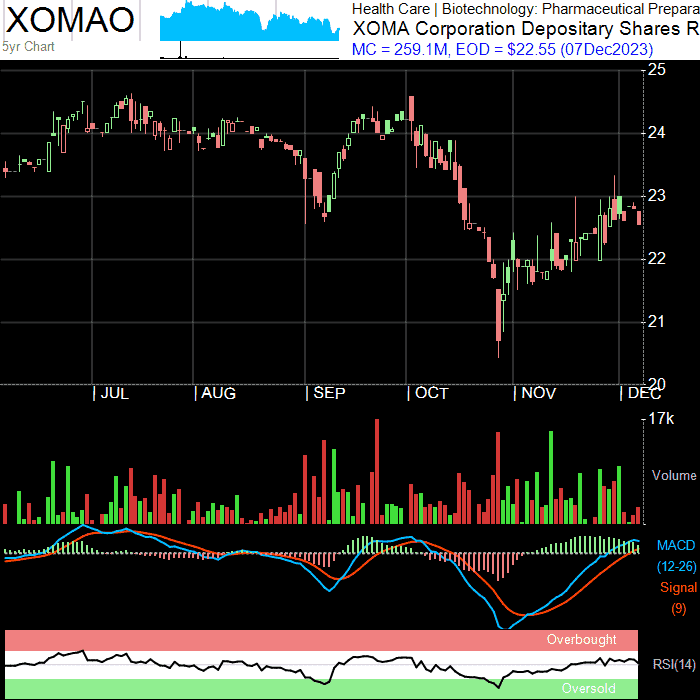 XOMAO
5yr Chart
Health Care | Biotechnology: Pharmaceutical Prepara
XOMA Corporation Depositary Shares R
MC = 259.1M, EOD = $22.55 (07Dec2023)
25
24
23
22
21
20
| JUL | AUG | SEP | OCT | NOV | DEC
17k
Volume
MACD
(12-26)
Signal
(9)
Overbought
RSI(14)
Oversold